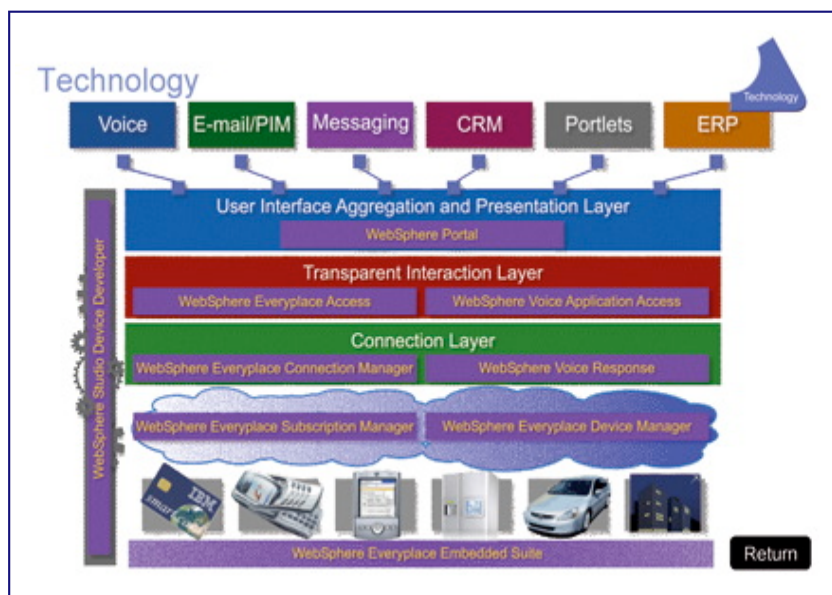 Technology
Technology
Voice
E-mail/PIM
Messaging
CRM
Portlets
ERP
User Interface Aggregation and Presentation Layer
WebSphere Portal
Transparent Interaction Layer
WebSphere Everyplace Access
WebSphere Voice Application Access
Connection Layer
WebSphere Everyplace Connection Manager
WebSphere Voice Response
WebSphere Everyplace Subscription Manager
WebSphere Everyplace Device Manager
WebSphere Studio Device Developer
IBM
smart
WebSphere Everyplace Embedded Suite
Return